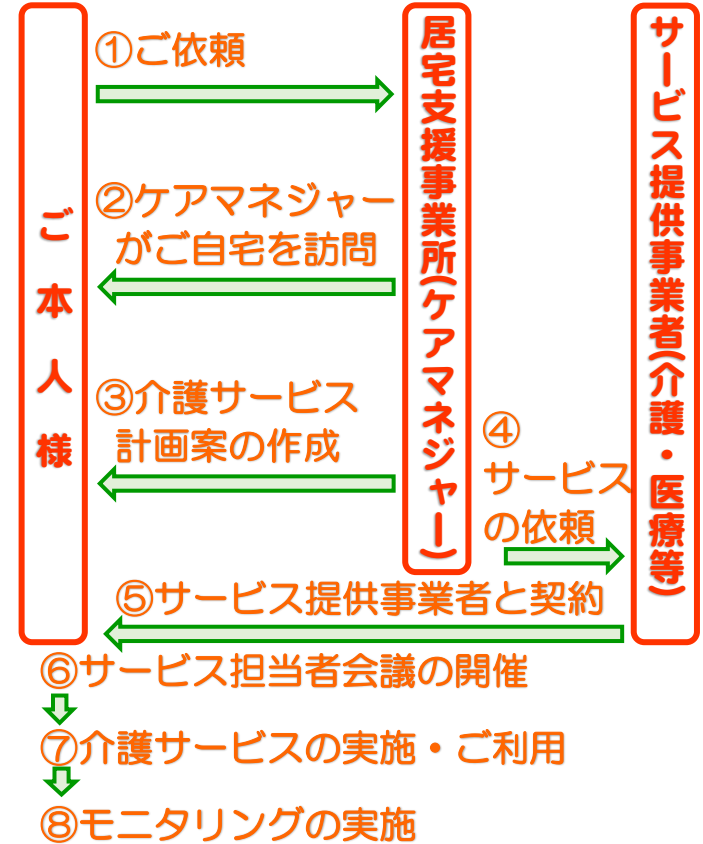 ご本人様
居宅支援事業所(ケアマネジャー)
サービス提供事業者(介護・医療等)
①ご依頼
②ケアマネジャー
がご自宅を訪問
③介護サービス
計画案の作成
④
サービス
の依頼
⑤サービス提供事業者と契約
⑥サービス担当者会議の開催
⑦介護サービスの実施・ご利用
⑧モニタリングの実施